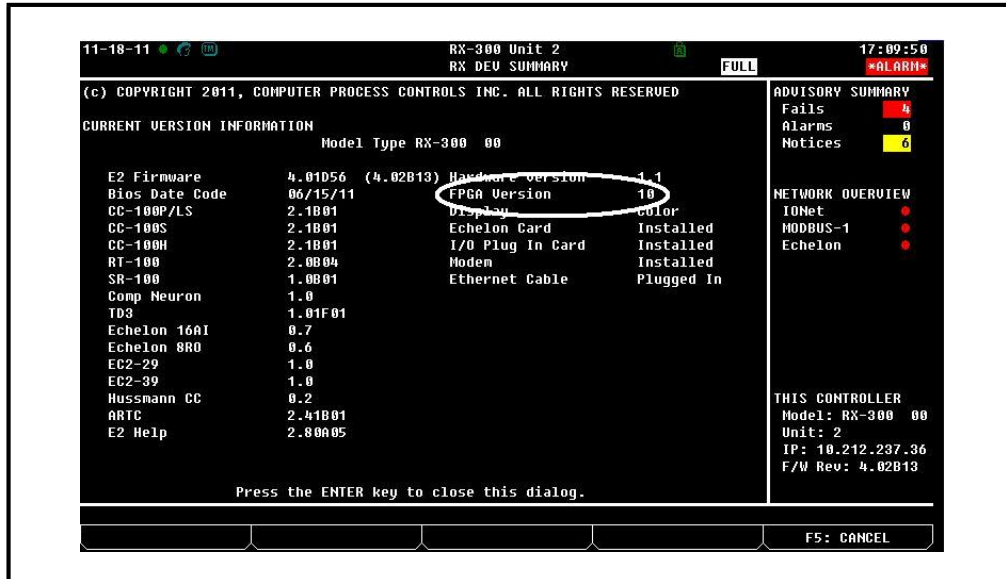 11-18-11 TM RX-300 Unit 2 A 17:09:50
RX DEV SUMMARY FULL *ALARM*
(c) COPYRIGHT 2011, COMPUTER PROCESS CONTROLS INC. ALL RIGHTS RESERVED
CURRENT VERSION INFORMATION
Model Type RX-300 00
E2 Firmware 4.01D56 (4.02B13) Hardware Version 1.1
Bios Date Code 06/15/11 FPGA Version 10
CC-100P/LS 2.1B01 Display Color
CC-100S 2.1B01 Echelon Card Installed
CC-100H 2.1B01 I/O Plug In Card Installed
RT-100 2.0B04 Modem Installed
SR-100 1.0B01 Ethernet Cable Plugged In
Comp Neuron 1.0
TD3 1.01F01
Echelon 16AI 0.7
Echelon 8RO 0.6
EC2-29 1.0
EC2-39 1.0
Hussmann CC 0.2
ARTC 2.41B01
E2 Help 2.80A05
Press the ENTER key to close this dialog.
ADVISORY SUMMARY
Fails 4
Alarms 0
Notices 6
NETWORK OVERVIEW
IONet
MODBUS-1
Echelon
THIS CONTROLLER
Model: RX-300 00
Unit: 2
IP: 10.212.237.36
F/W Rev: 4.02B13
F5: CANCEL